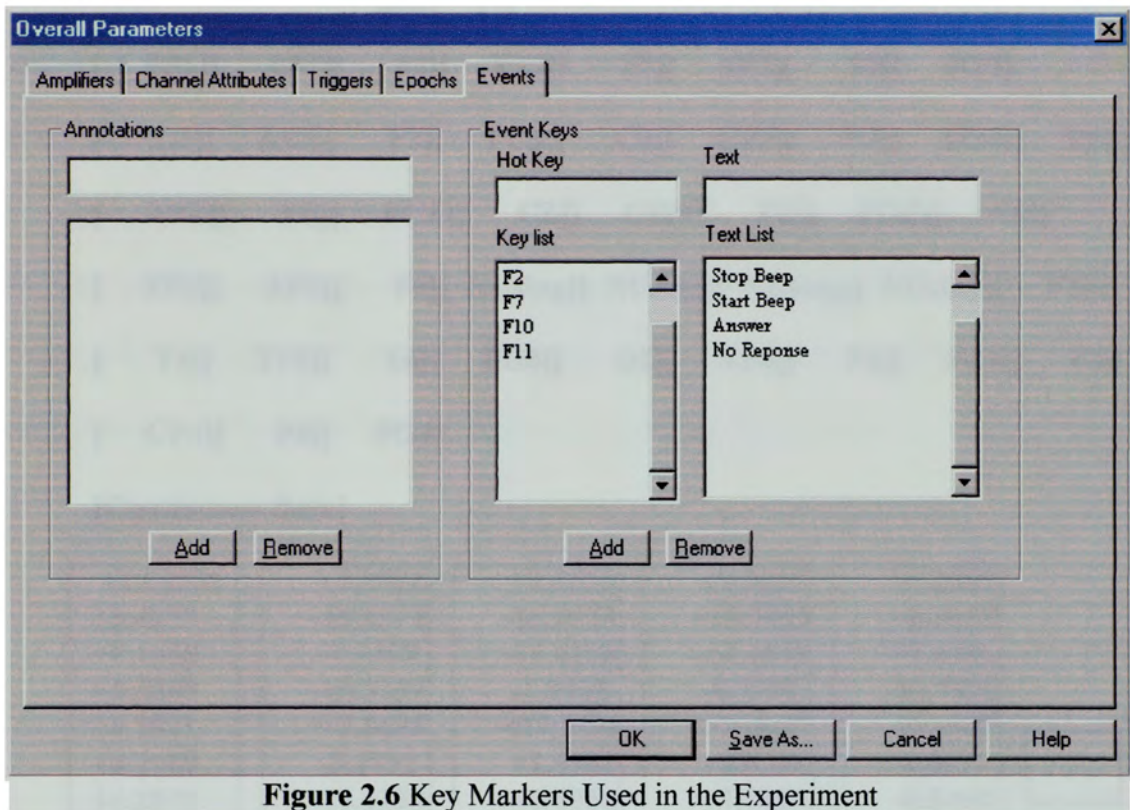 Overall Parameters
Amplifiers Channel Attributes Triggers Epochs Events
Annotations
Add Remove
Event Keys
Hot Key Text
Key list Text List
F2 Stop Beep
F7 Start Beep
F10 Answer
F11 No Reponse
Add Remove
OK Save As... Cancel Help
Figure 2.6 Key Markers Used in the Experiment